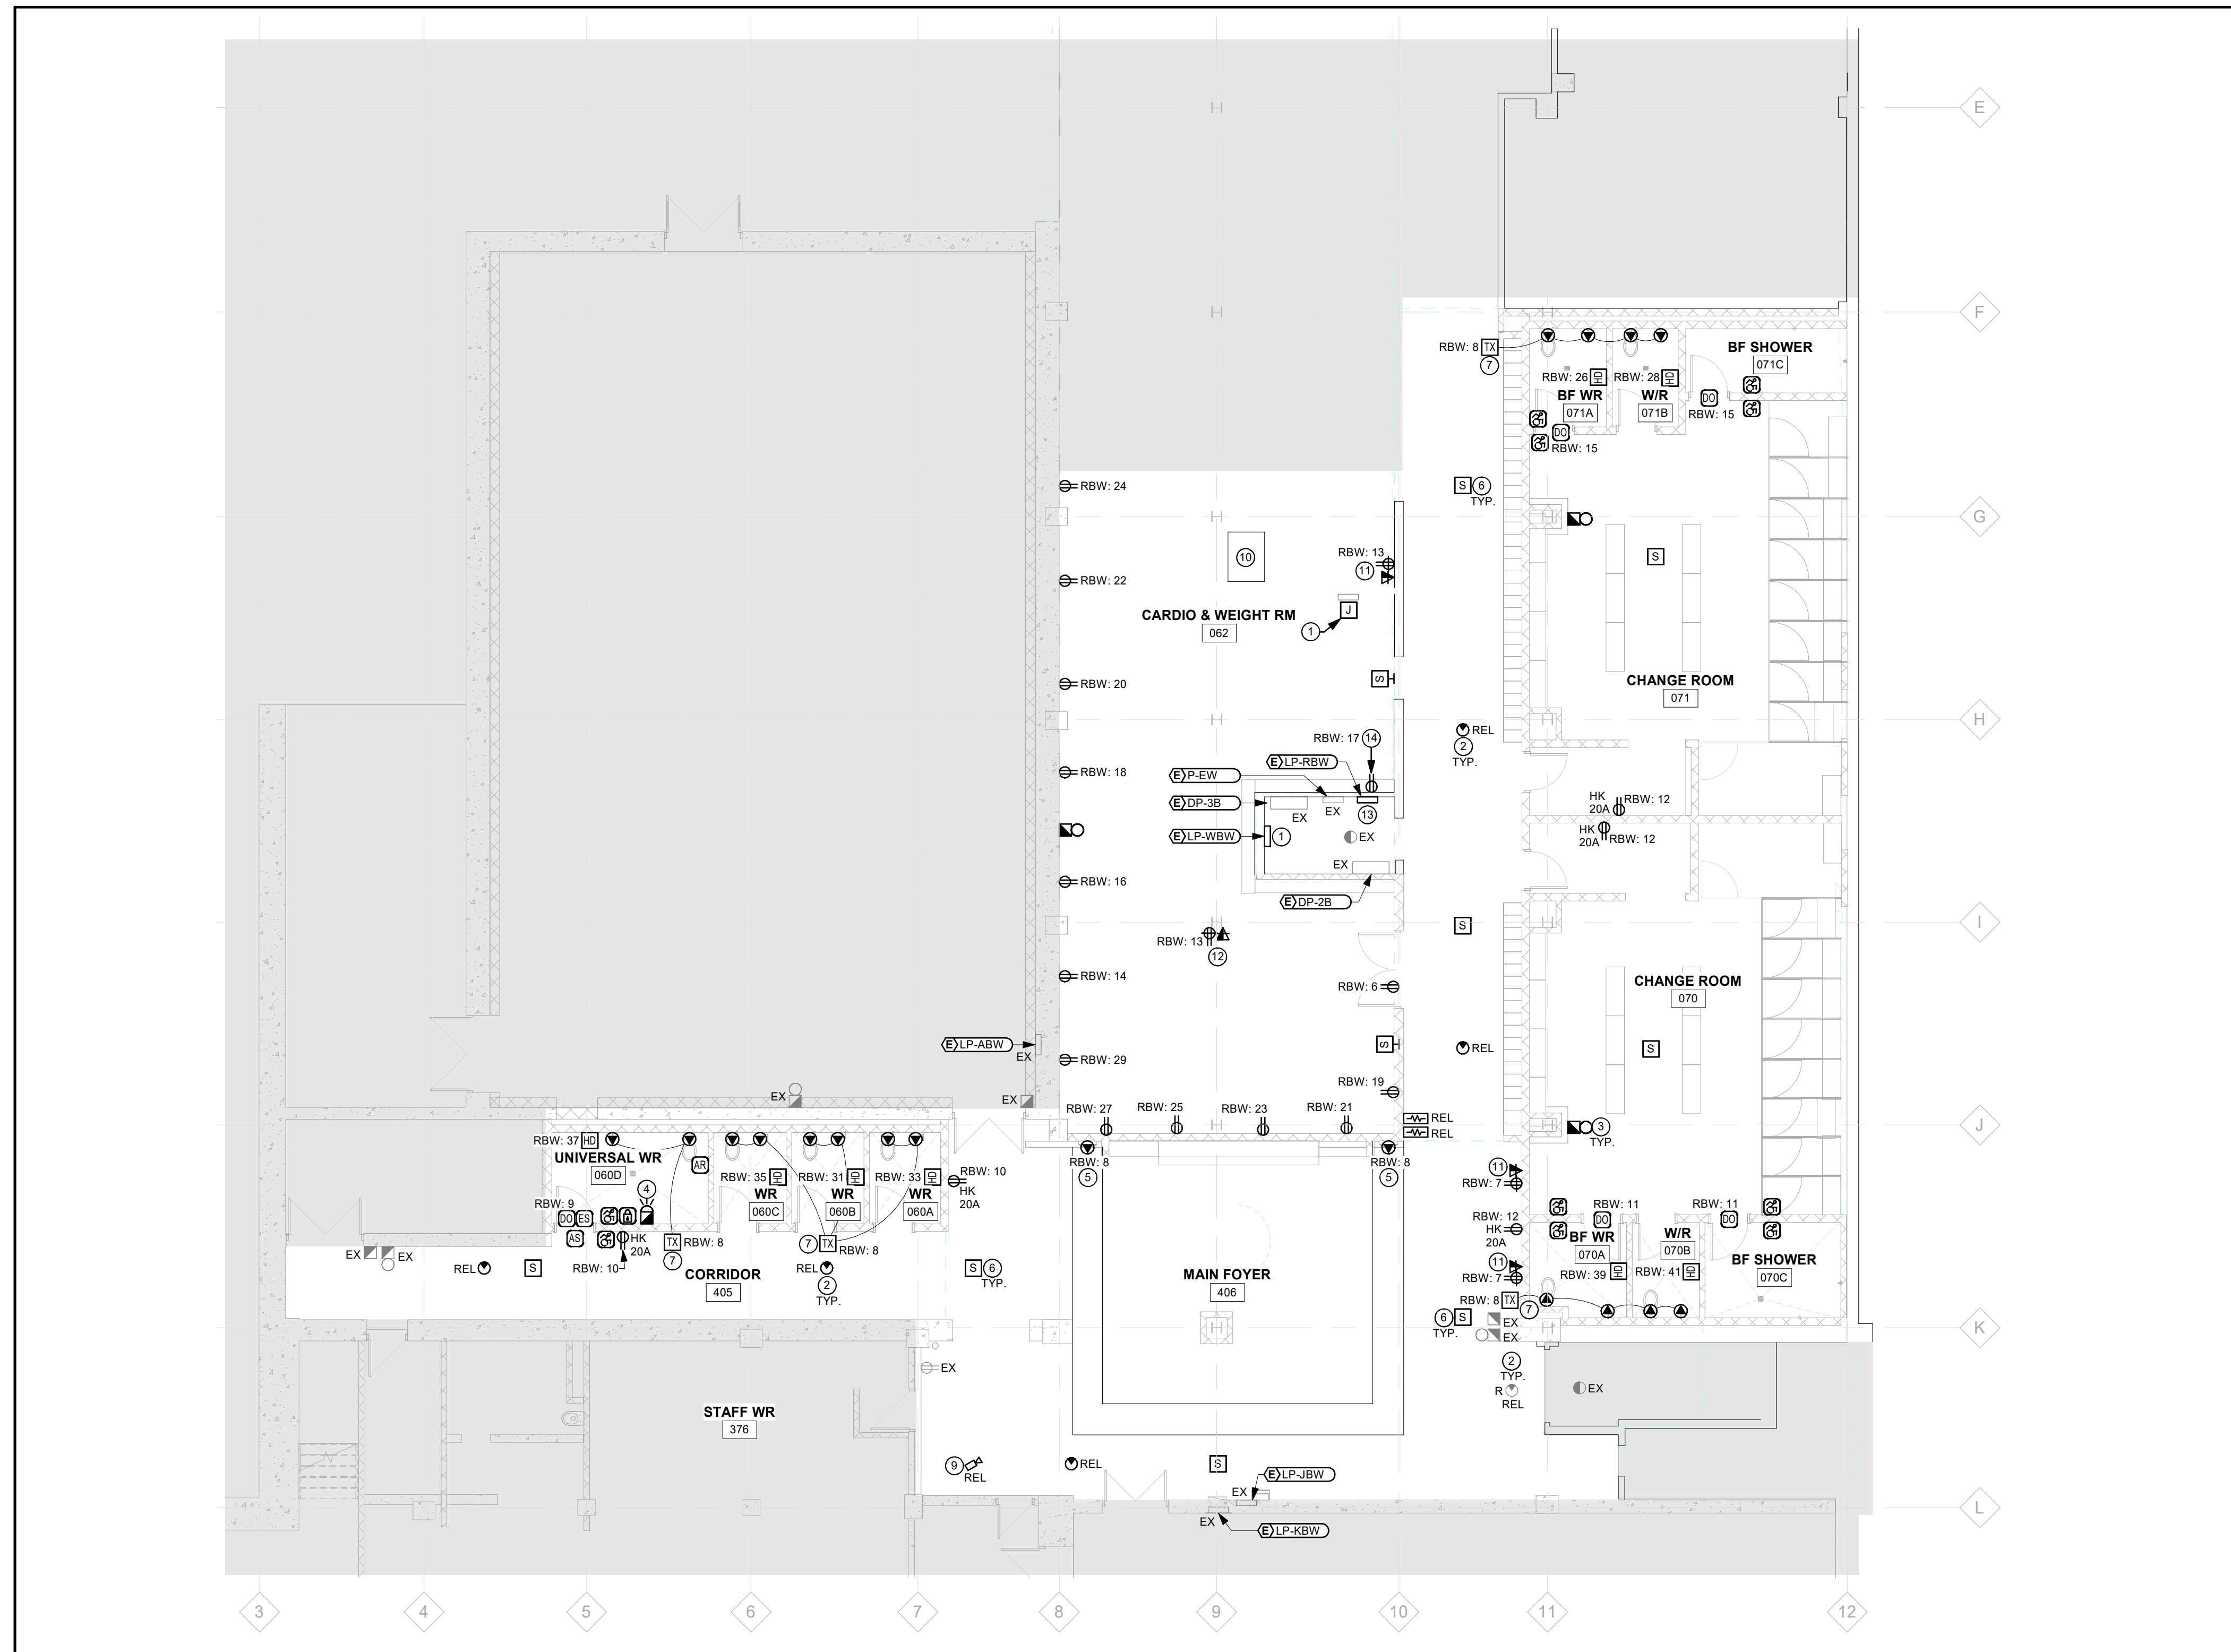 E
F
RBW: 8 TX
7
BF SHOWER
071C
RBW: 26 HD
RBW: 28 HD
BF WR
071A
W/R
071B
DO
RBW: 15
DO
RBW: 15
RBW: 24
S 6
TYP.
H
G
RBW: 13
11
10
S
RBW: 22
CARDIO & WEIGHT RM
062
J
1
S
RBW: 20
CHANGE ROOM
071
H
RBW: 17 14
REL
2
TYP.
E LP-RBW
E P-EW
RBW: 18
E DP-3B
EX
EX
13
E LP-WBW
1
EX
HK
20A
RBW: 12
HK
20A
RBW: 12
EX
RBW: 16
E DP-2B
I
S
RBW: 13
12
RBW: 14
RBW: 6
CHANGE ROOM
070
E LP-ABW
EX
S
REL
S
RBW: 29
EX
EX
RBW: 19
RBW: 27
RBW: 25
RBW: 23
RBW: 21
REL
REL
J
3
TYP.
RBW: 37 HD
UNIVERSAL WR
060D
AR
RBW: 8
5
RBW: 8
5
RBW: 35 HD
RBW: 31 HD
RBW: 33 HD
RBW: 10
HK
20A
11
RBW: 7
WR
060C
WR
060B
WR
060A
4
RBW: 9
DO ES
AS
HK
20A
RBW: 10
TX RBW: 8
7
7 TX
RBW: 8
RBW: 12
HK
20A
RBW: 11
DO
RBW: 11
DO
BF WR
070A
W/R
070B
BF SHOWER
070C
EX
EX
REL
S
CORRIDOR
405
REL
2
TYP.
S 6
TYP.
MAIN FOYER
406
11
RBW: 7
RBW: 39 HD
RBW: 41 HD
RBW: 8 TX
7
6 S
TYP.
EX
EX
K
EX
2
TYP.
R
REL
EX
STAFF WR
376
9
REL
REL
S
E LP-JBW
EX
EX
E LP-KBW
L
3
4
5
6
7
8
9
10
11
12